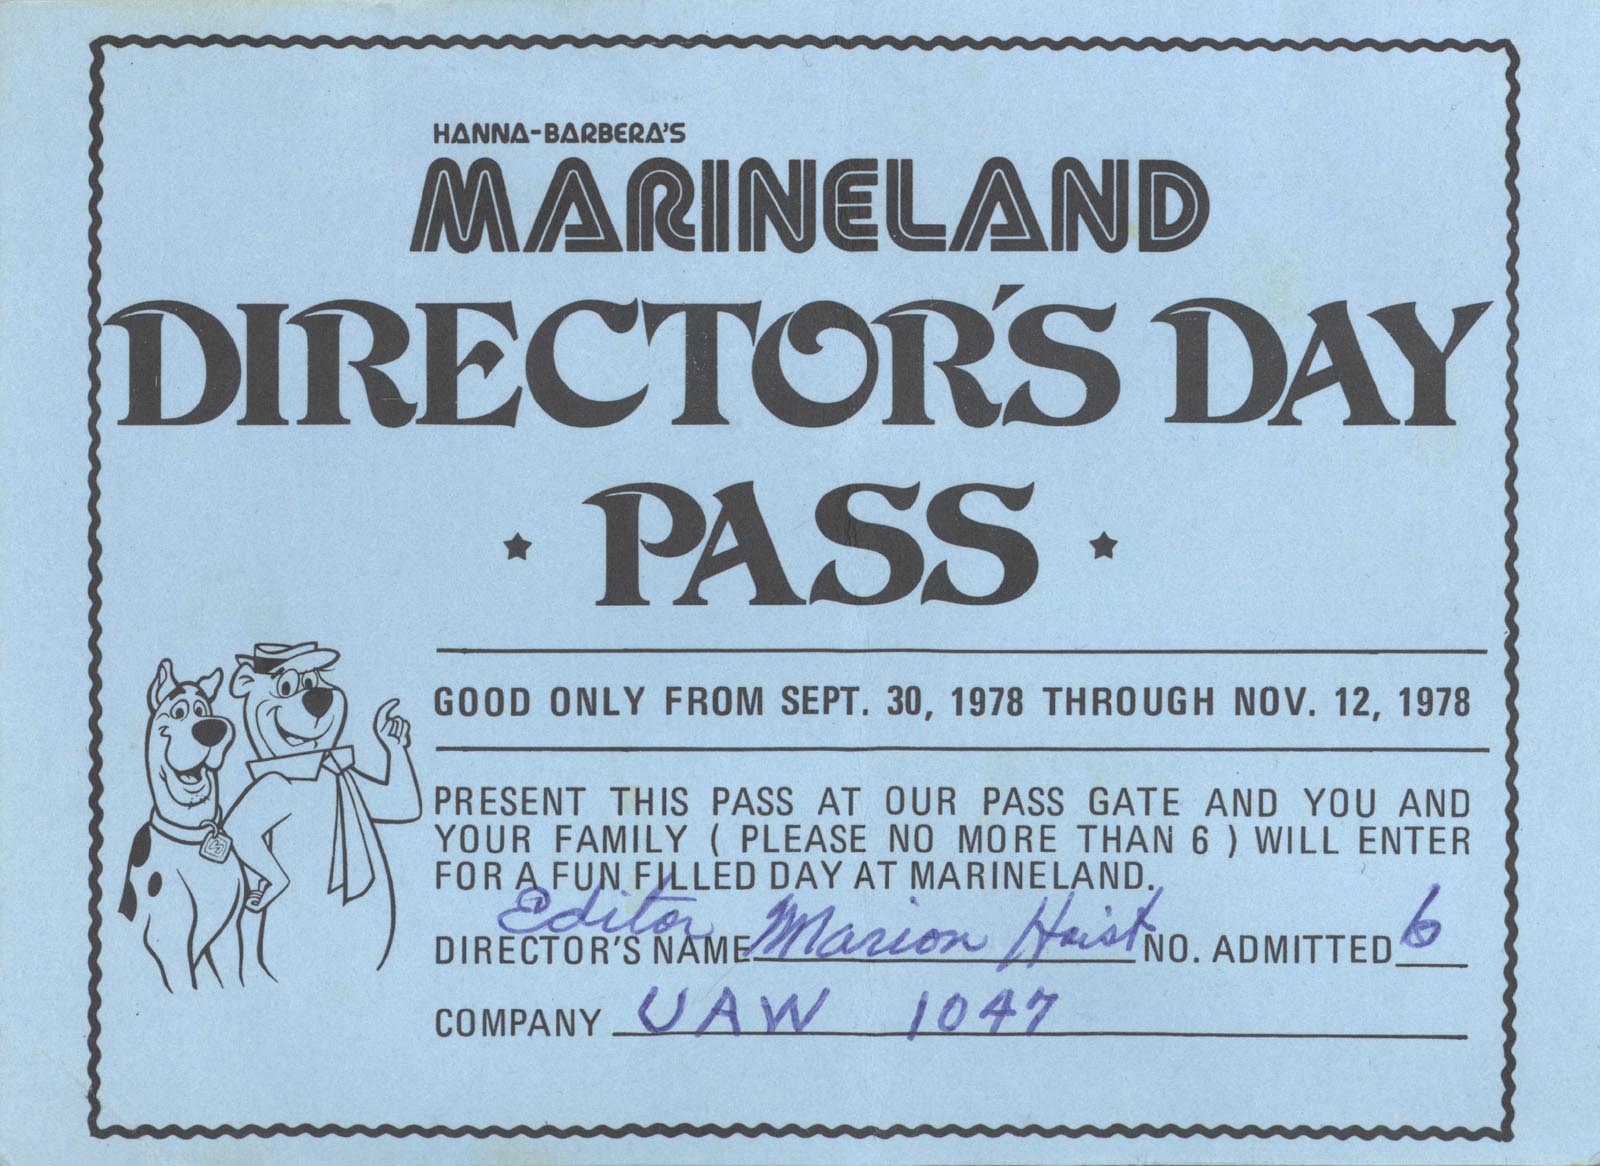 HANNA-BARBERA'S
MARINELAND
DIRECTOR'S DAY
PASS
GOOD ONLY FROM SEPT. 30, 1978 THROUGH NOV. 12, 1978
PRESENT THIS PASS AT OUR PASS GATE AND YOU AND
YOUR FAMILY ( PLEASE NO MORE THAN 6 ) WILL ENTER
FOR A FUN FILLED DAY AT MARINELAND.
Editor
DIRECTOR'S NAME Marion Heist NO. ADMITTED 6
COMPANY UAW 1047
SD